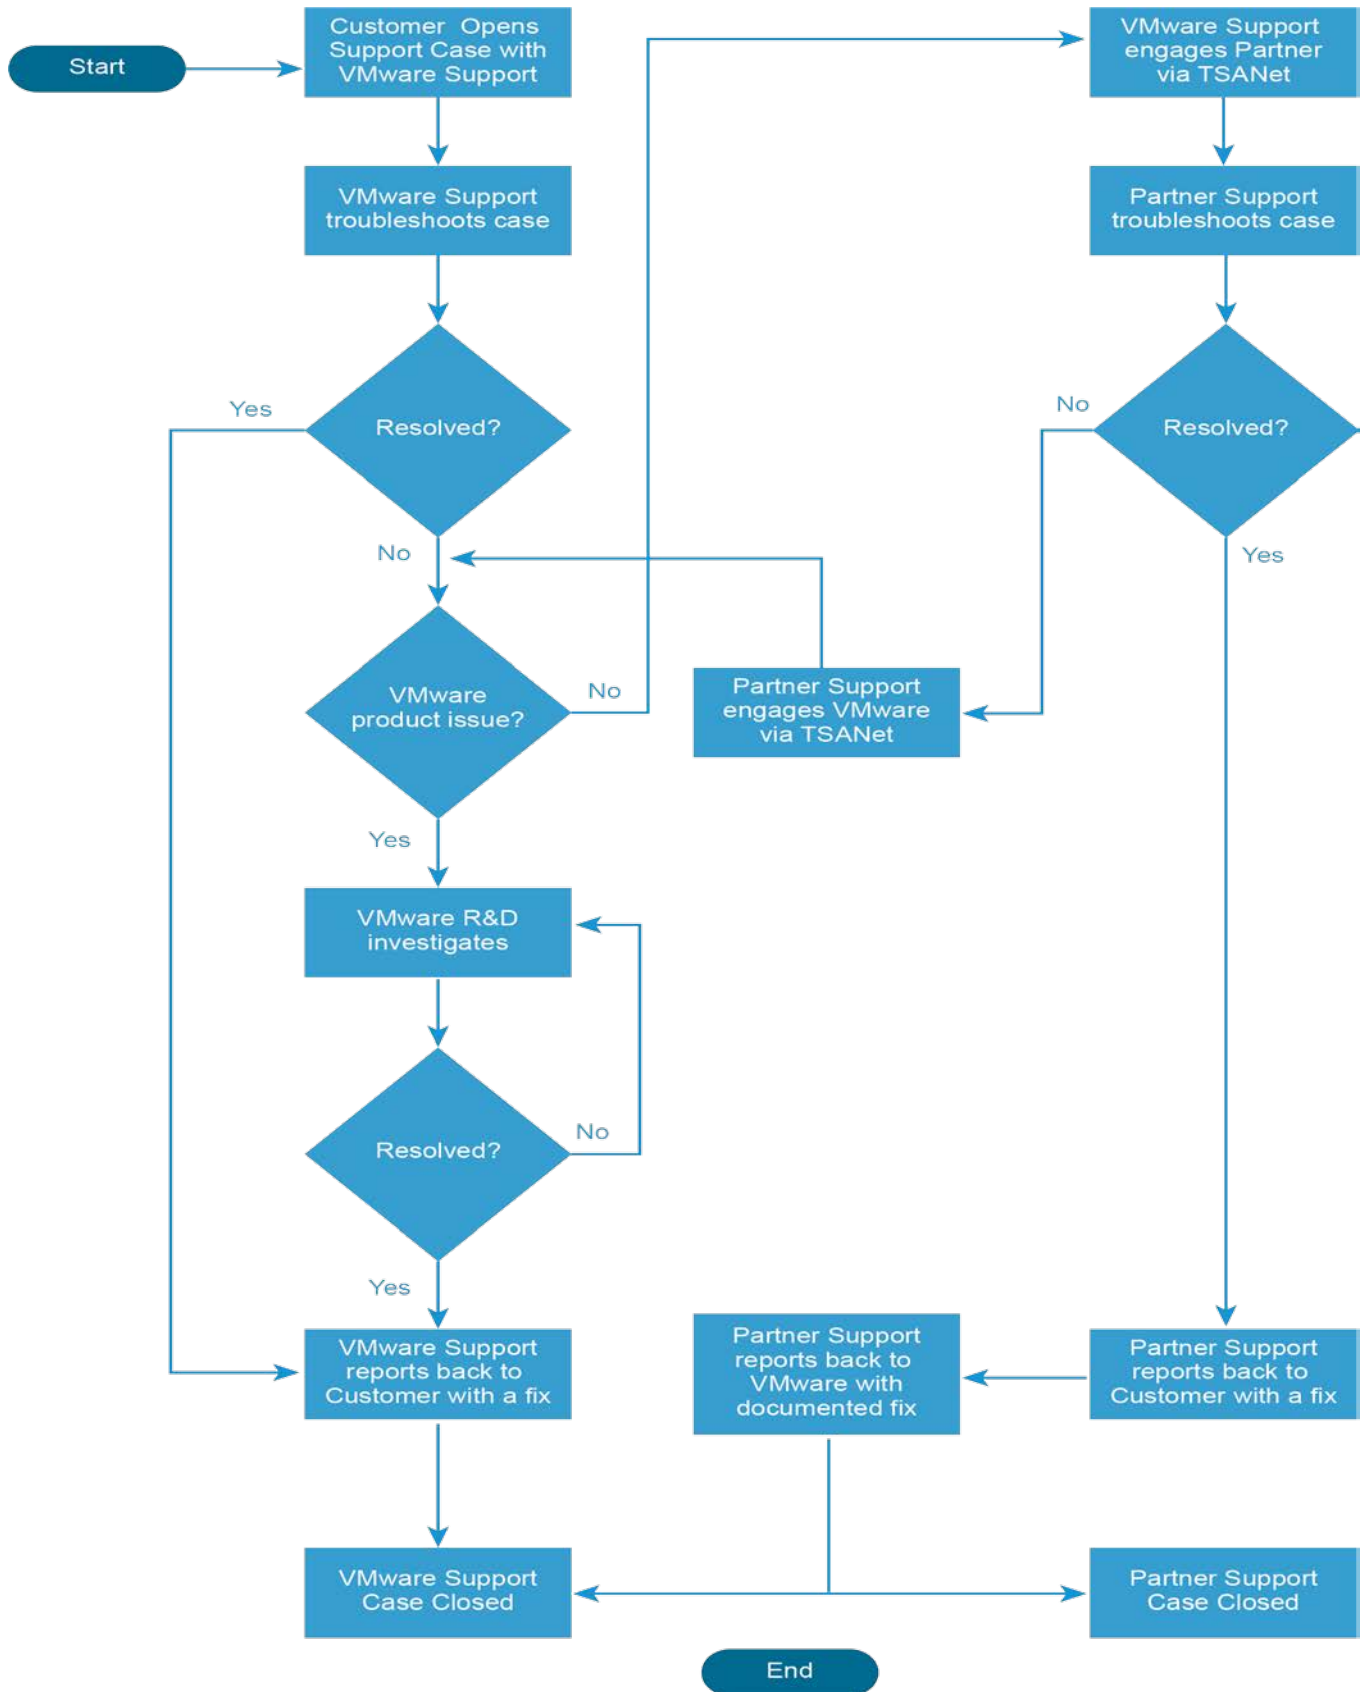 Start
Customer Opens
Support Case with
VMware Support
VMware Support
engages Partner
via TSANet
VMware Support
troubleshoots case
Partner Support
troubleshoots case
Yes
Resolved?
No
No
Resolved?
Yes
VMware
product issue?
No
Partner Support
engages VMware
via TSANet
Yes
VMware R&D
investigates
Resolved?
No
Yes
VMware Support
reports back to
Customer with a fix
Partner Support
reports back to
VMware with
documented fix
Partner Support
reports back to
Customer with a fix
VMware Support
Case Closed
Partner Support
Case Closed
End